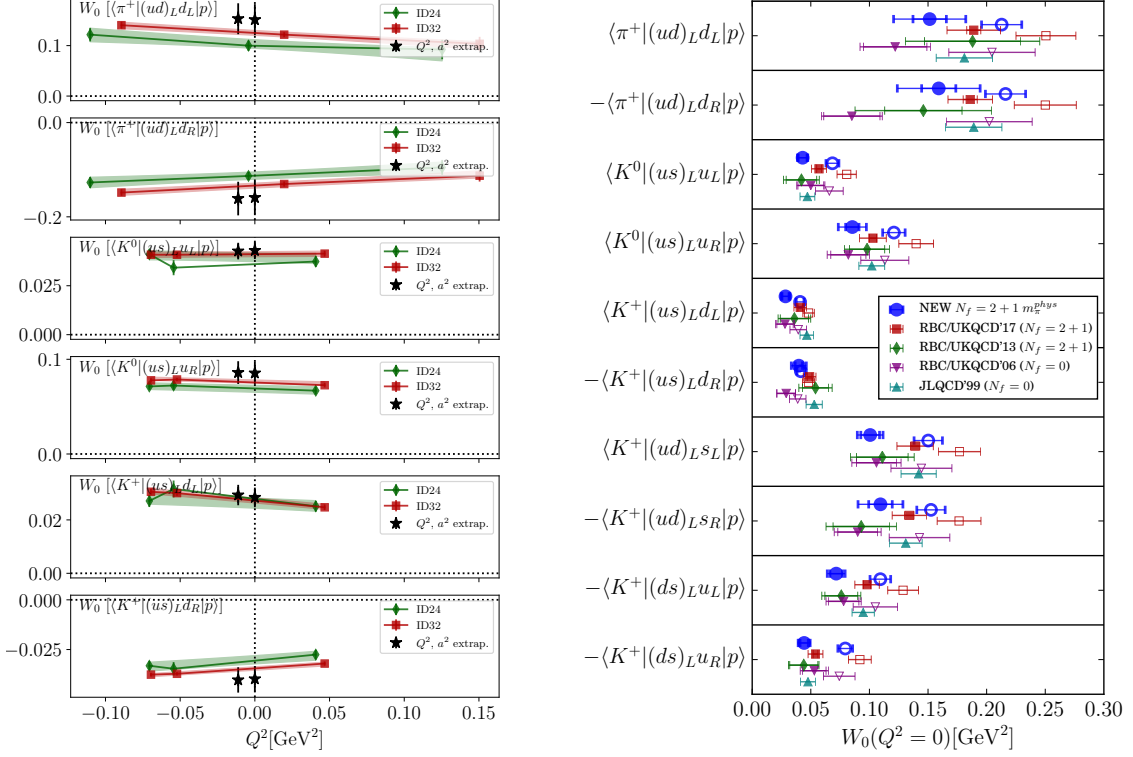 W₀ [⟨π⁺|(ud)_L d_L|p⟩]
0.1
0.0
ID24
ID32
Q², a² extrap.
0.0
W₀ [⟨π⁺|(ud)_L d_R|p⟩]
−0.2
ID24
ID32
Q², a² extrap.
W₀ [⟨K⁰|(us)_L u_L|p⟩]
0.025
0.000
ID24
ID32
Q², a² extrap.
0.1
W₀ [⟨K⁰|(us)_L u_R|p⟩]
0.0
ID24
ID32
Q², a² extrap.
W₀ [⟨K⁺|(us)_L d_L|p⟩]
0.02
0.00
ID24
ID32
Q², a² extrap.
0.000
W₀ [⟨K⁺|(us)_L d_R|p⟩]
−0.025
ID24
ID32
Q², a² extrap.
−0.10 −0.05 0.00 0.05 0.10 0.15
Q²[GeV²]
⟨π⁺|(ud)_L d_L|p⟩
−⟨π⁺|(ud)_L d_R|p⟩
⟨K⁰|(us)_L u_L|p⟩
⟨K⁰|(us)_L u_R|p⟩
⟨K⁺|(us)_L d_L|p⟩
−⟨K⁺|(us)_L d_R|p⟩
⟨K⁺|(ud)_L s_L|p⟩
−⟨K⁺|(ud)_L s_R|p⟩
−⟨K⁺|(ds)_L u_L|p⟩
−⟨K⁺|(ds)_L u_R|p⟩
NEW N_f = 2 + 1 m_π^phys
RBC/UKQCD'17 (N_f = 2 + 1)
RBC/UKQCD'13 (N_f = 2 + 1)
RBC/UKQCD'06 (N_f = 0)
JLQCD'99 (N_f = 0)
0.00 0.05 0.10 0.15 0.20 0.25 0.30
W₀(Q² = 0)[GeV²]